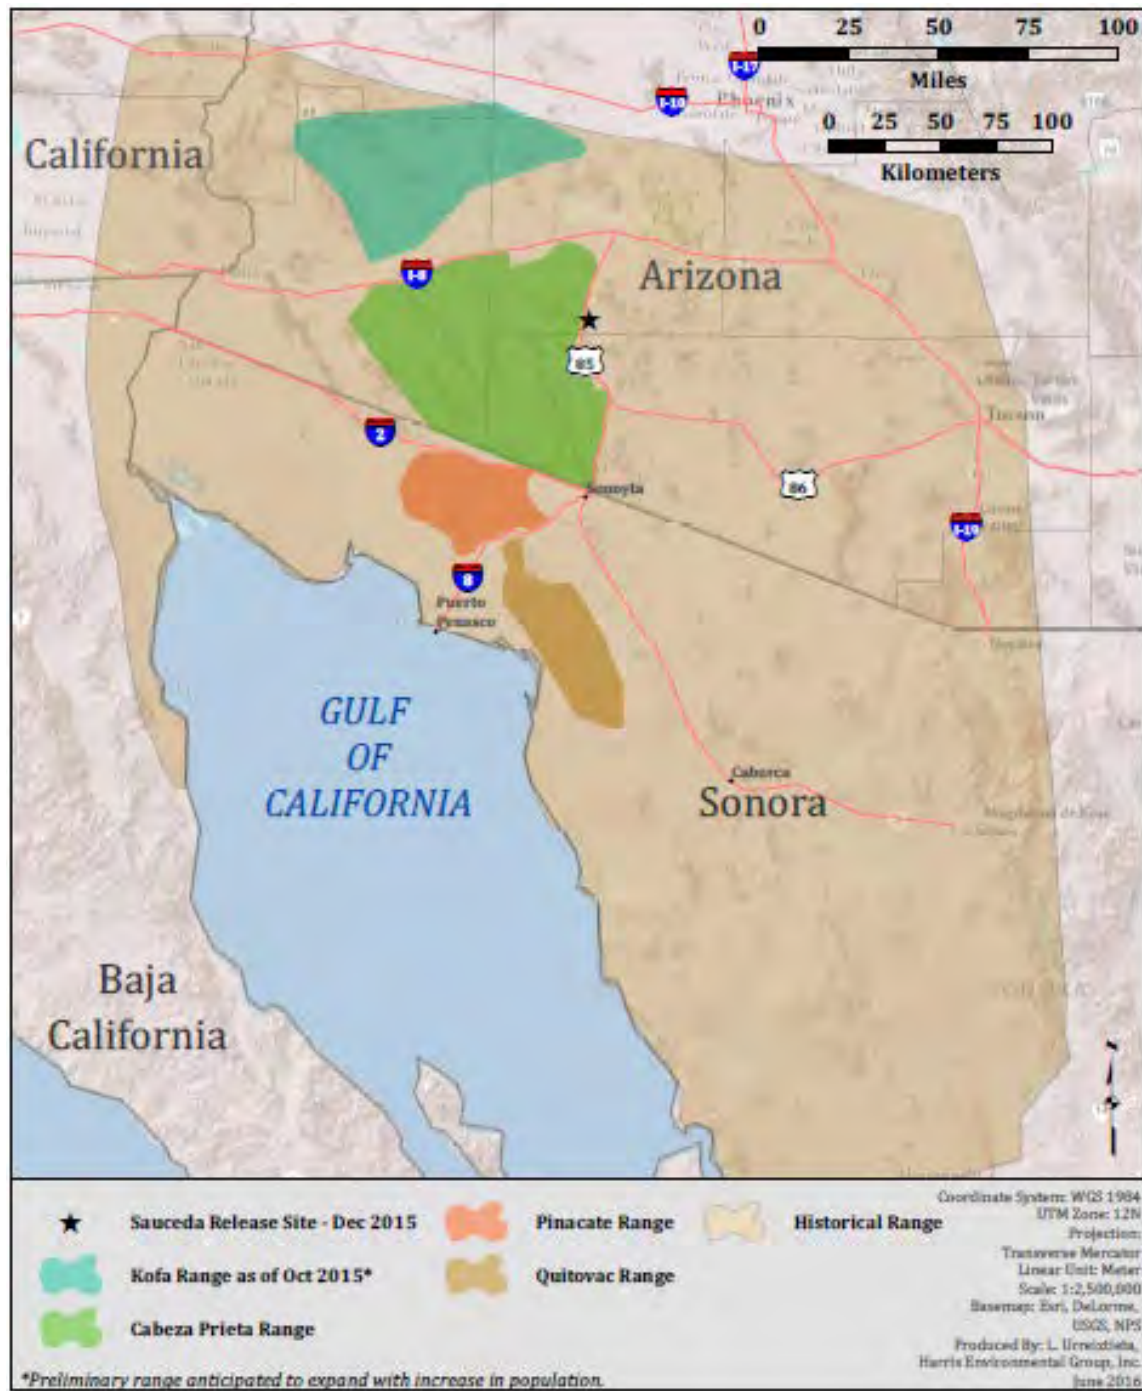 0 25 50 75 100
Miles
0 25 50 75 100
Kilometers
I-17
I-10
Phoenix
California
Arizona
I-8
85
2
86
Tucson
I-19
Sonoyta
8
Puerto
Penasco
GULF
OF
CALIFORNIA
Caborca
Sonora
Baja
California
Sauceda Release Site - Dec 2015
Kofa Range as of Oct 2015*
Cabeza Prieta Range
Pinacate Range
Quitovac Range
Historical Range
*Preliminary range anticipated to expand with increase in population.
Coordinate System: WGS 1984
UTM Zone: 12N
Projection:
Transverse Mercator
Linear Unit: Meter
Scale: 1:2,500,000
Basemap: Esri, DeLorme,
USGS, NPS
Produced By: L.
Harris Environmental Group, Inc.
June 2016